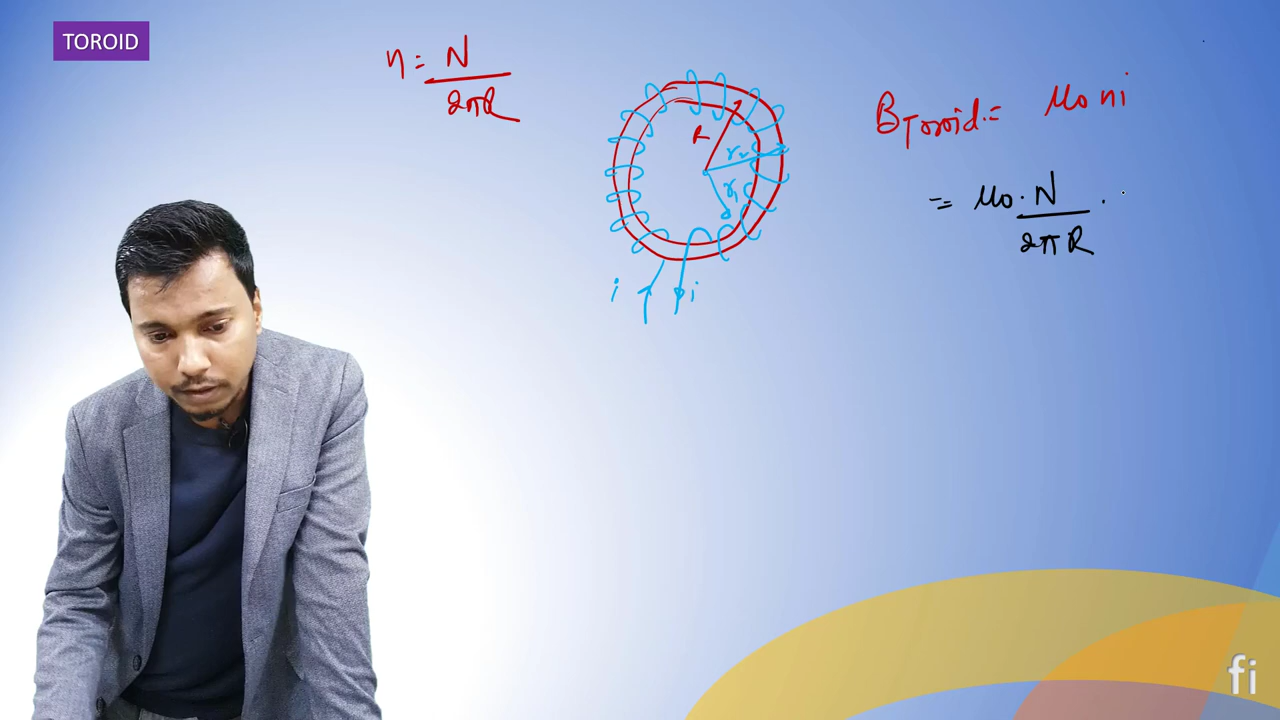 TOROID
η = N / 2πR
R
r₂
r₁
i
i
B_Toroid = μ₀ni
= μ₀. N / 2πR .
fi